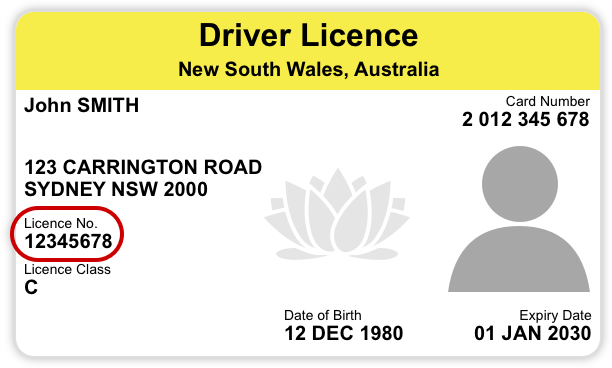 Driver Licence
New South Wales, Australia
John SMITH
Card Number
2 012 345 678
123 CARRINGTON ROAD
SYDNEY NSW 2000
Licence No.
12345678
Licence Class
C
Date of Birth
12 DEC 1980
Expiry Date
01 JAN 2030